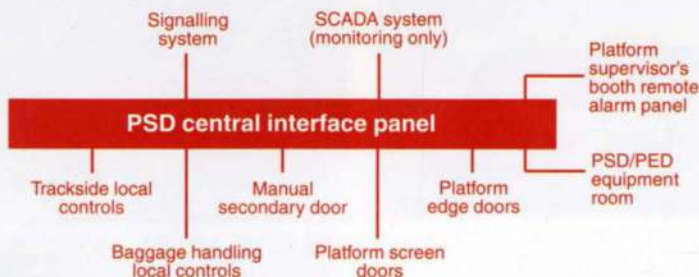 Signalling
system
SCADA system
(monitoring only)
Platform
supervisor's
booth remote
alarm panel
PSD central interface panel
Trackside local
controls
Manual
secondary door
Platform
edge doors
PSD/PED
equipment
room
Baggage handling
local controls
Platform screen
doors